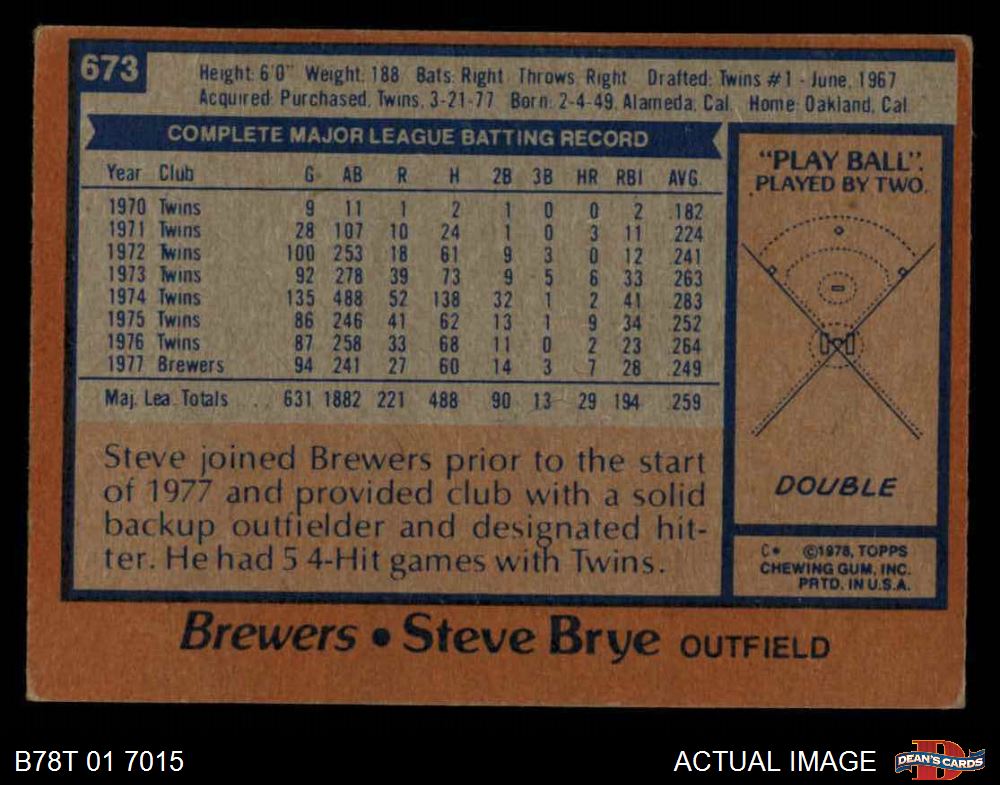 673
Height: 6'0" Weight: 188 Bats: Right Throws: Right Drafted: Twins #1 - June, 1967
Acquired: Purchased, Twins, 3-21-77 Born: 2-4-49, Alameda, Cal. Home: Oakland, Cal.
COMPLETE MAJOR LEAGUE BATTING RECORD
Year Club G AB R H 2B 3B HR RBI AVG.
1970 Twins 9 11 1 2 1 0 0 2 .182
1971 Twins 28 107 10 24 1 0 3 11 .224
1972 Twins 100 253 18 61 9 3 0 12 .241
1973 Twins 92 278 39 73 9 5 6 33 .263
1974 Twins 135 488 52 138 32 1 2 41 .283
1975 Twins 86 246 41 62 13 1 9 34 .252
1976 Twins 87 258 33 68 11 0 2 23 .264
1977 Brewers 94 241 27 60 14 3 7 28 .249
Maj. Lea. Totals ... 631 1882 221 488 90 13 29 194 .259
Steve joined Brewers prior to the start
of 1977 and provided club with a solid
backup outfielder and designated hit-
ter. He had 5 4-Hit games with Twins.
"PLAY BALL".
PLAYED BY TWO.
DOUBLE
C* ©1978, TOPPS
CHEWING GUM, INC.
PRTD. IN U.S.A.
Brewers • Steve Brye OUTFIELD
B78T 01 7015
ACTUAL IMAGE
DEAN'S CARDS